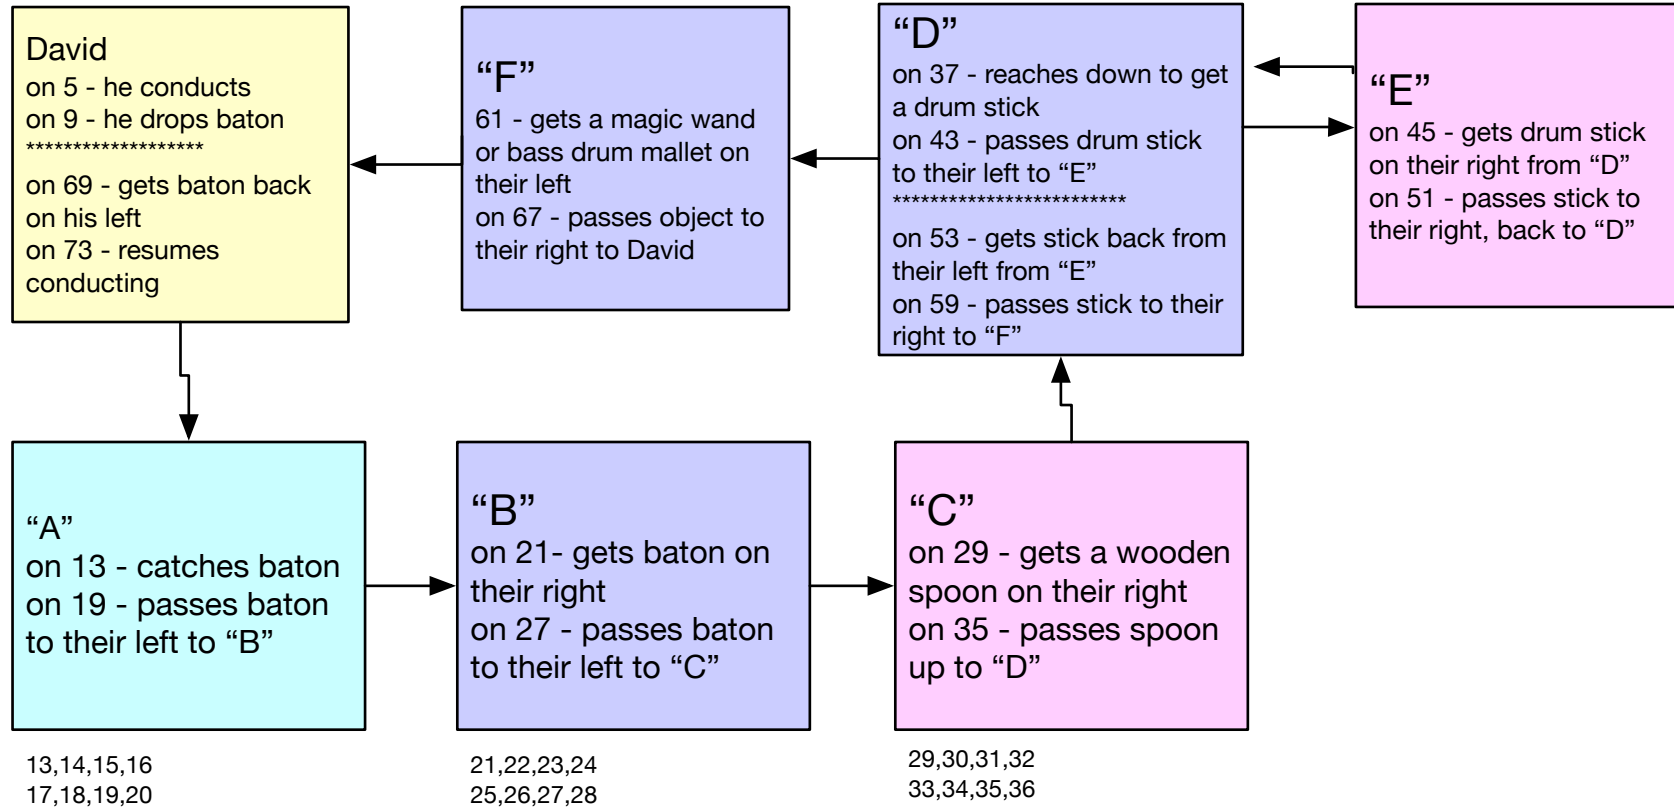 David
on 5 - he conducts
on 9 - he drops baton
*******************
on 69 - gets baton back
on his left
on 73 - resumes
conducting
“F”
61 - gets a magic wand
or bass drum mallet on
their left
on 67 - passes object to
their right to David
“D”
on 37 - reaches down to get
a drum stick
on 43 - passes drum stick
to their left to “E”
*************************
on 53 - gets stick back from
their left from “E”
on 59 - passes stick to their
right to “F”
“E”
on 45 - gets drum stick
on their right from “D”
on 51 - passes stick to
their right, back to “D”
“A”
on 13 - catches baton
on 19 - passes baton
to their left to “B”
“B”
on 21- gets baton on
their right
on 27 - passes baton
to their left to “C”
“C”
on 29 - gets a wooden
spoon on their right
on 35 - passes spoon
up to “D”
13,14,15,16
17,18,19,20
21,22,23,24
25,26,27,28
29,30,31,32
33,34,35,36